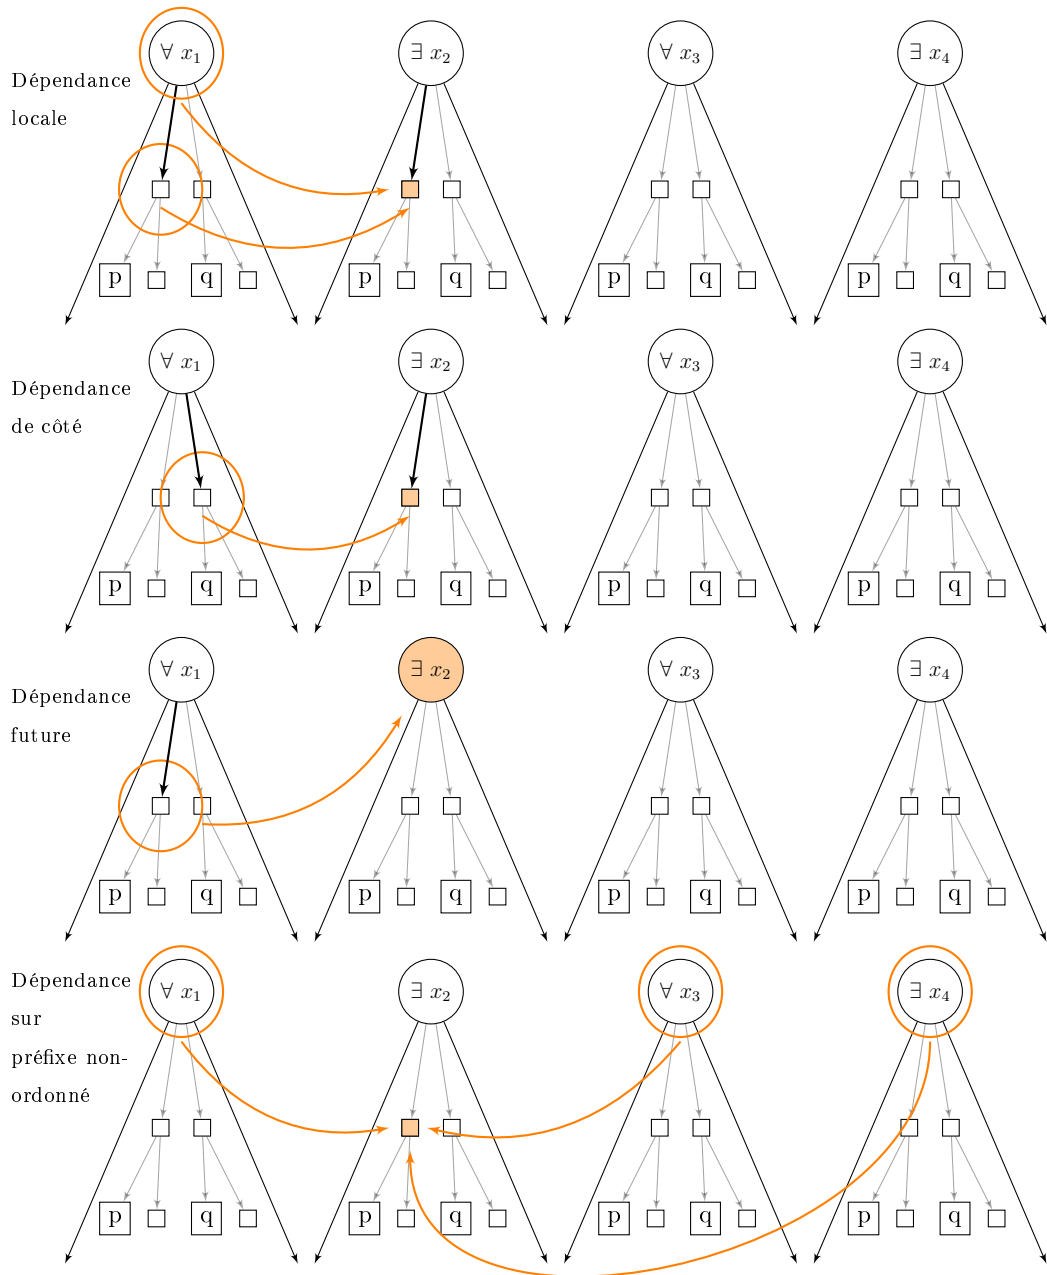 ∀ x₁ ∃ x₂ ∀ x₃ ∃ x₄
Dépendance
locale
p q p q p q p q
∀ x₁ ∃ x₂ ∀ x₃ ∃ x₄
Dépendance
de côté
p q p q p q p q
∀ x₁ ∃ x₂ ∀ x₃ ∃ x₄
Dépendance
future
p q p q p q p q
∀ x₁ ∃ x₂ ∀ x₃ ∃ x₄
Dépendance
sur
préfixe non-
ordonné
p q p q p q p q